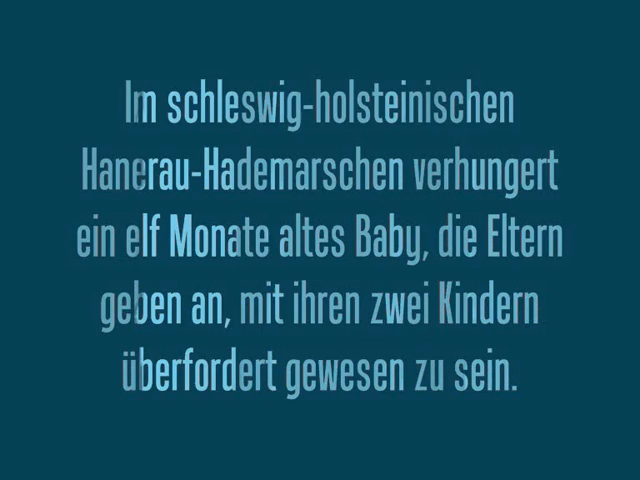 Im schleswig-holsteinischen
Hanerau-Hademarschen verhungert
ein elf Monate altes Baby, die Eltern
geben an, mit ihren zwei Kindern
überfordert gewesen zu sein.